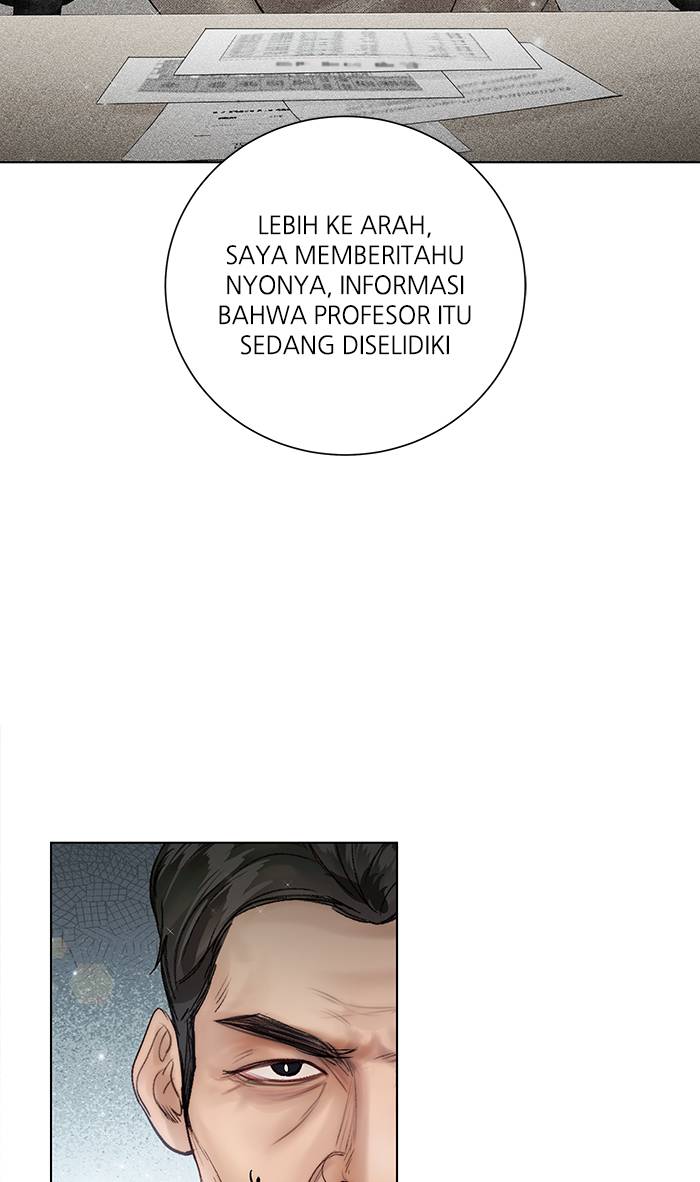 LEBIH KE ARAH,
SAYA MEMBERITAHU
NYONYA, INFORMASI
BAHWA PROFESOR ITU
SEDANG DISELIDIKI